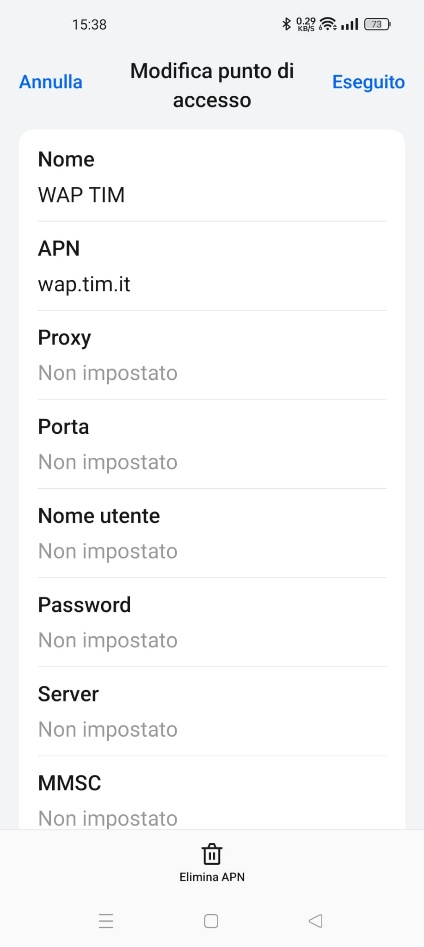 15:38
0.29
KB/S
73
Annulla
Modifica punto di
accesso
Eseguito
Nome
WAP TIM
APN
wap.tim.it
Proxy
Non impostato
Porta
Non impostato
Nome utente
Non impostato
Password
Non impostato
Server
Non impostato
MMSC
Non impostato
Elimina APN